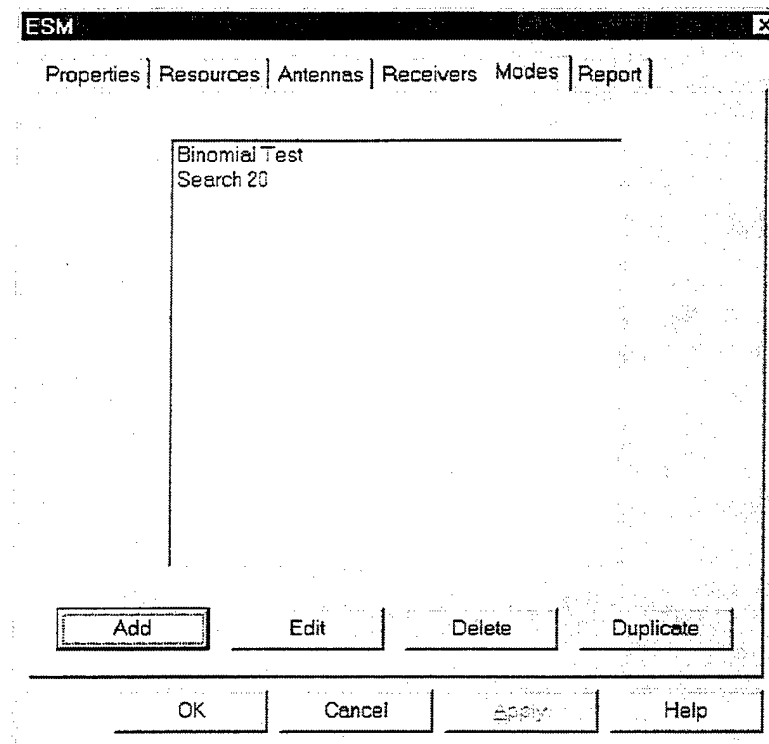 ESM
Properties Resources Antennas Receivers Modes Report
Binomial Test
Search 20
Add Edit Delete Duplicate
OK Cancel Apply Help